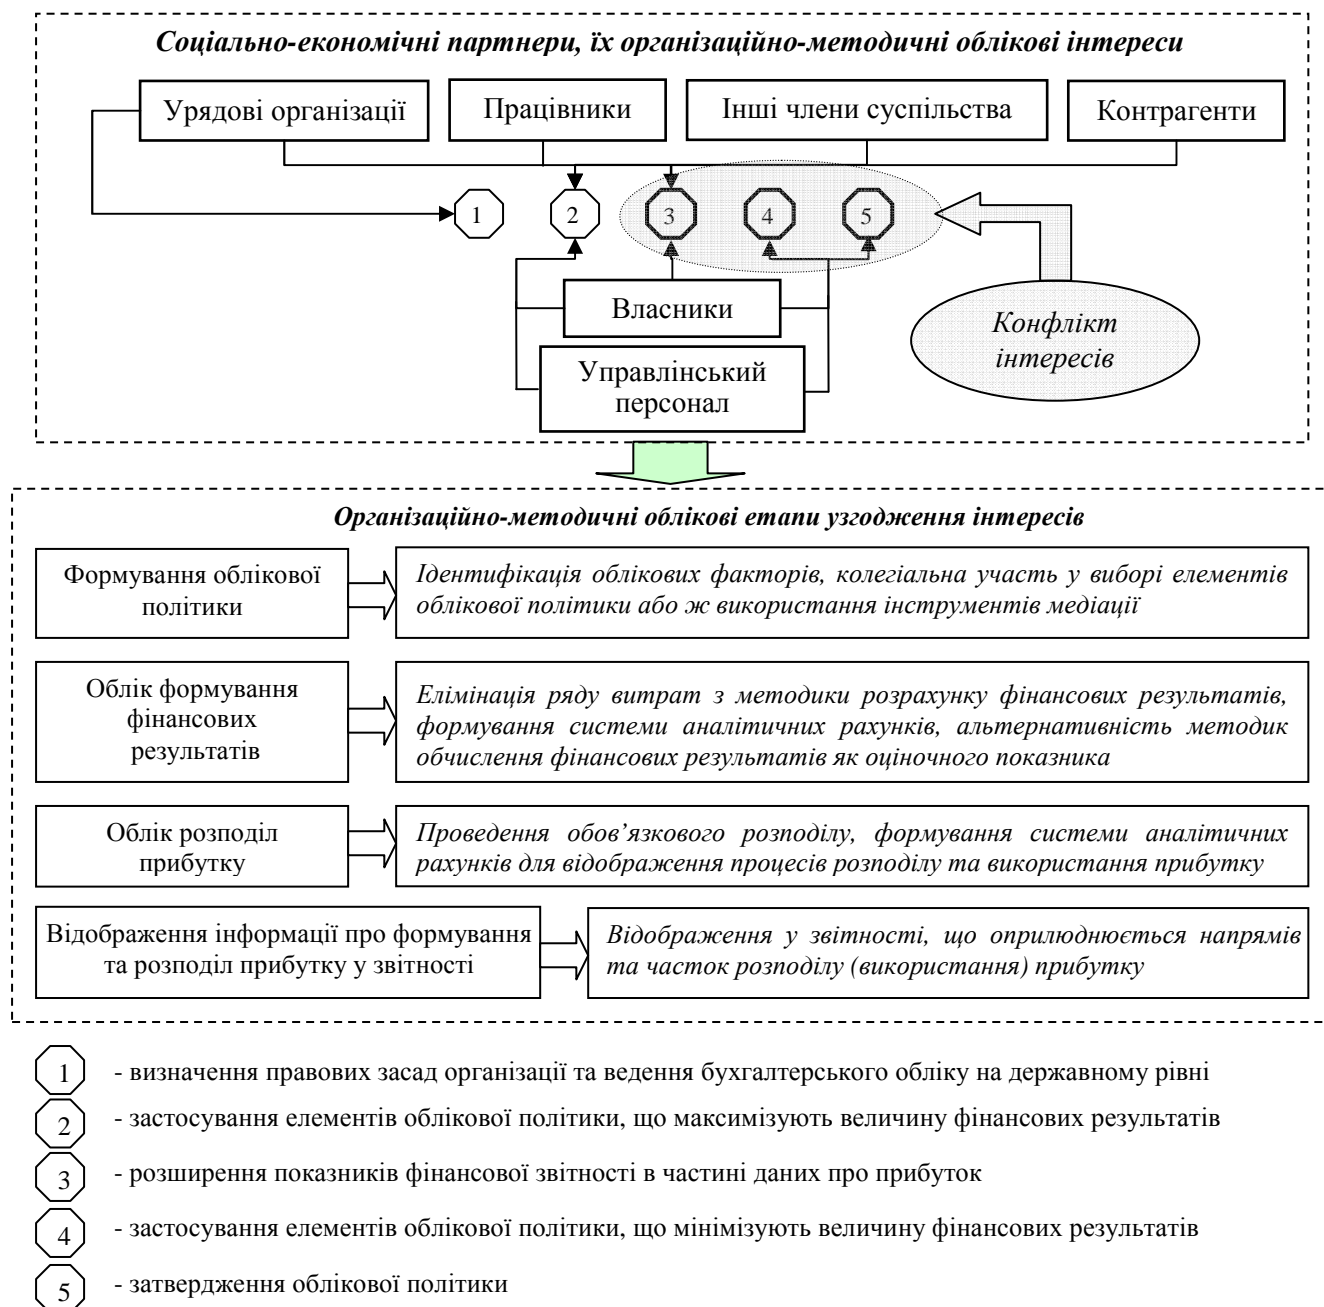 Соціально-економічні партнери, їх організаційно-методичні облікові інтереси
Урядові організації
Працівники
Інші члени суспільства
Контрагенти
1
2
3
4
5
Власники
Управлінський
персонал
Конфлікт
інтересів
Організаційно-методичні облікові етапи узгодження інтересів
Формування облікової
політики
Ідентифікація облікових факторів, колегіальна участь у виборі елементів
облікової політики або ж використання інструментів медіації
Облік формування
фінансових
результатів
Елімінація ряду витрат з методики розрахунку фінансових результатів,
формування системи аналітичних рахунків, альтернативність методик
обчислення фінансових результатів як оціночного показника
Облік розподіл
прибутку
Проведення обов’язкового розподілу, формування системи аналітичних
рахунків для відображення процесів розподілу та використання прибутку
Відображення інформації про формування
та розподіл прибутку у звітності
Відображення у звітності, що оприлюднюється напрямів
та часток розподілу (використання) прибутку
1 - визначення правових засад організації та ведення бухгалтерського обліку на державному рівні
2 - застосування елементів облікової політики, що максимізують величину фінансових результатів
3 - розширення показників фінансової звітності в частині даних про прибуток
4 - застосування елементів облікової політики, що мінімізують величину фінансових результатів
5 - затвердження облікової політики